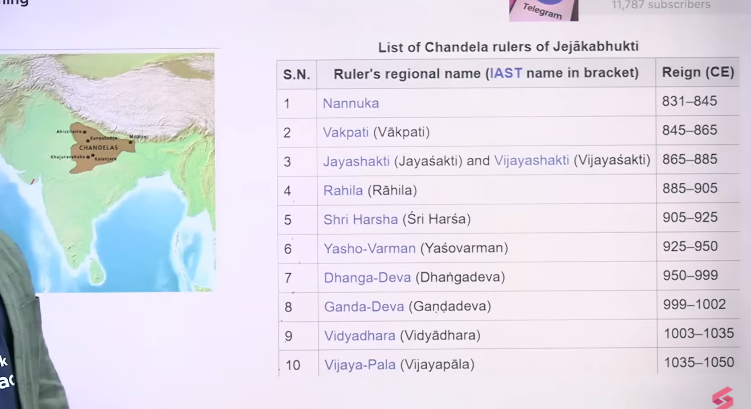 ning
Telegram
11,787 subscribers
List of Chandela rulers of Jejākabhukti
S.N. Ruler's regional name (IAST name in bracket) Reign (CE)
1 Nannuka 831–845
2 Vakpati (Vākpati) 845–865
3 Jayashakti (Jayaśakti) and Vijayashakti (Vijayaśakti) 865–885
4 Rahila (Rāhila) 885–905
5 Shri Harsha (Śri Harśa) 905–925
6 Yasho-Varman (Yaśovarman) 925–950
7 Dhanga-Deva (Dhaṅgadeva) 950–999
8 Ganda-Deva (Gaṇḍadeva) 999–1002
9 Vidyadhara (Vidyādhara) 1003–1035
10 Vijaya-Pala (Vijayapāla) 1035–1050
CHANDELAS
Kalanjara
k